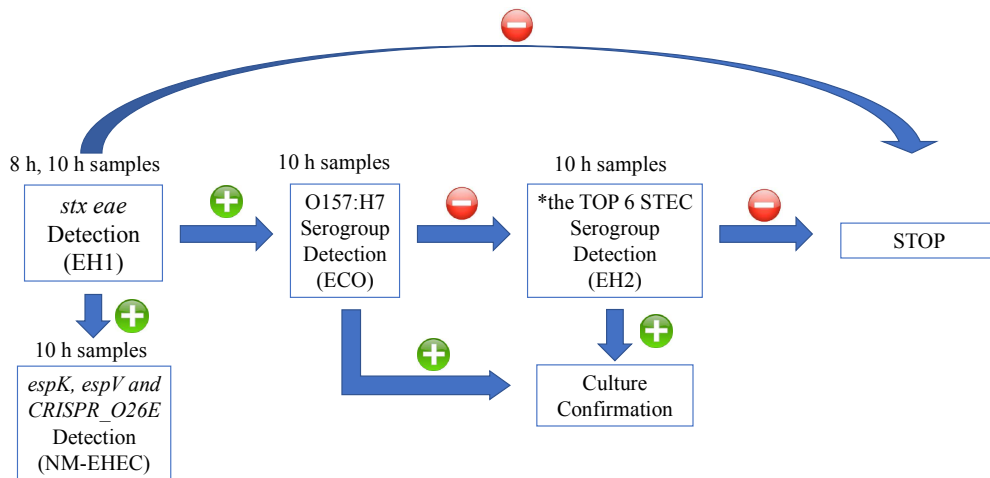 8 h, 10 h samples
stx eae
Detection
(EH1)
10 h samples
O157:H7
Serogroup
Detection
(ECO)
10 h samples
*the TOP 6 STEC
Serogroup
Detection
(EH2)
STOP
10 h samples
espK, espV and
CRISPR_O26E
Detection
(NM-EHEC)
Culture
Confirmation